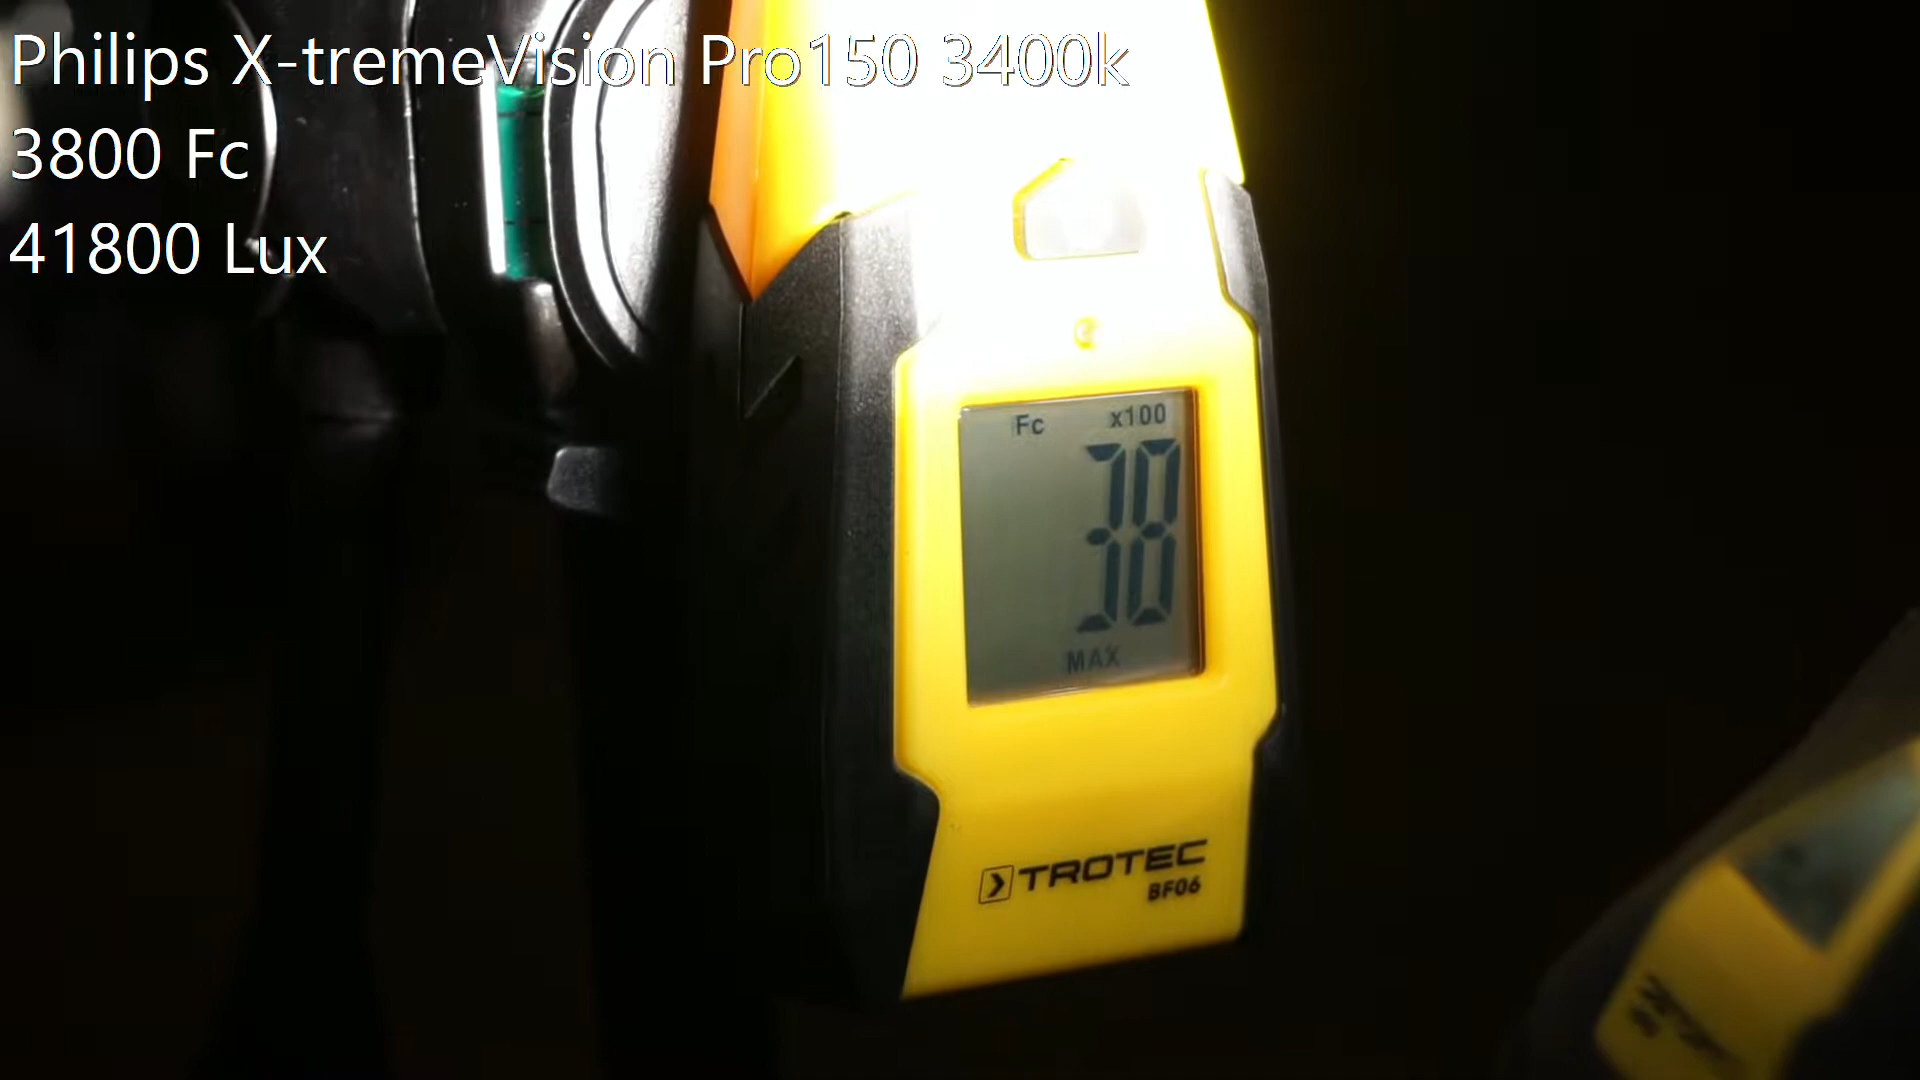 Philips X-tremeVision Pro150 3400k
3800 Fc
41800 Lux
Fc x100
38
MAX
TROTEC
BF06